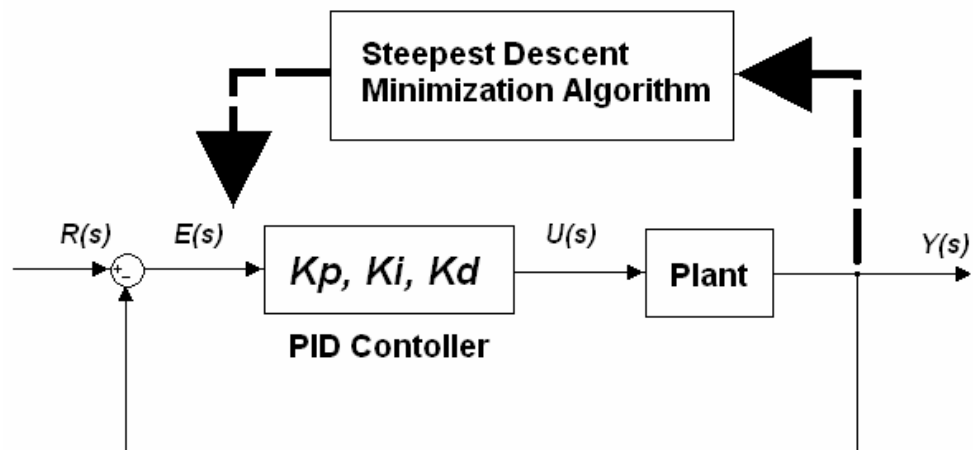 Steepest Descent
Minimization Algorithm
R(s)
E(s)
U(s)
Y(s)
+
-
Kp, Ki, Kd
Plant
PID Contoller